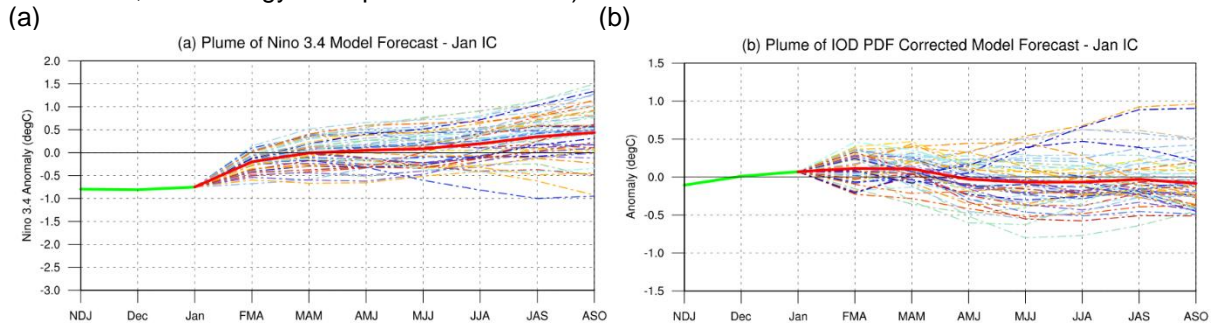 (a)
(b)
(a) Plume of Nino 3.4 Model Forecast - Jan IC
2.0
1.5
1.0
0.5
0.0
-0.5
-1.0
-1.5
-2.0
-2.5
-3.0
Nino 3.4 Anomaly (degC)
NDJ Dec Jan FMA MAM AMJ MJJ JJA JAS ASO
(b) Plume of IOD PDF Corrected Model Forecast - Jan IC
1.5
1.0
0.5
0.0
-0.5
-1.0
-1.5
Anomaly (degC)
NDJ Dec Jan FMA MAM AMJ MJJ JJA JAS ASO